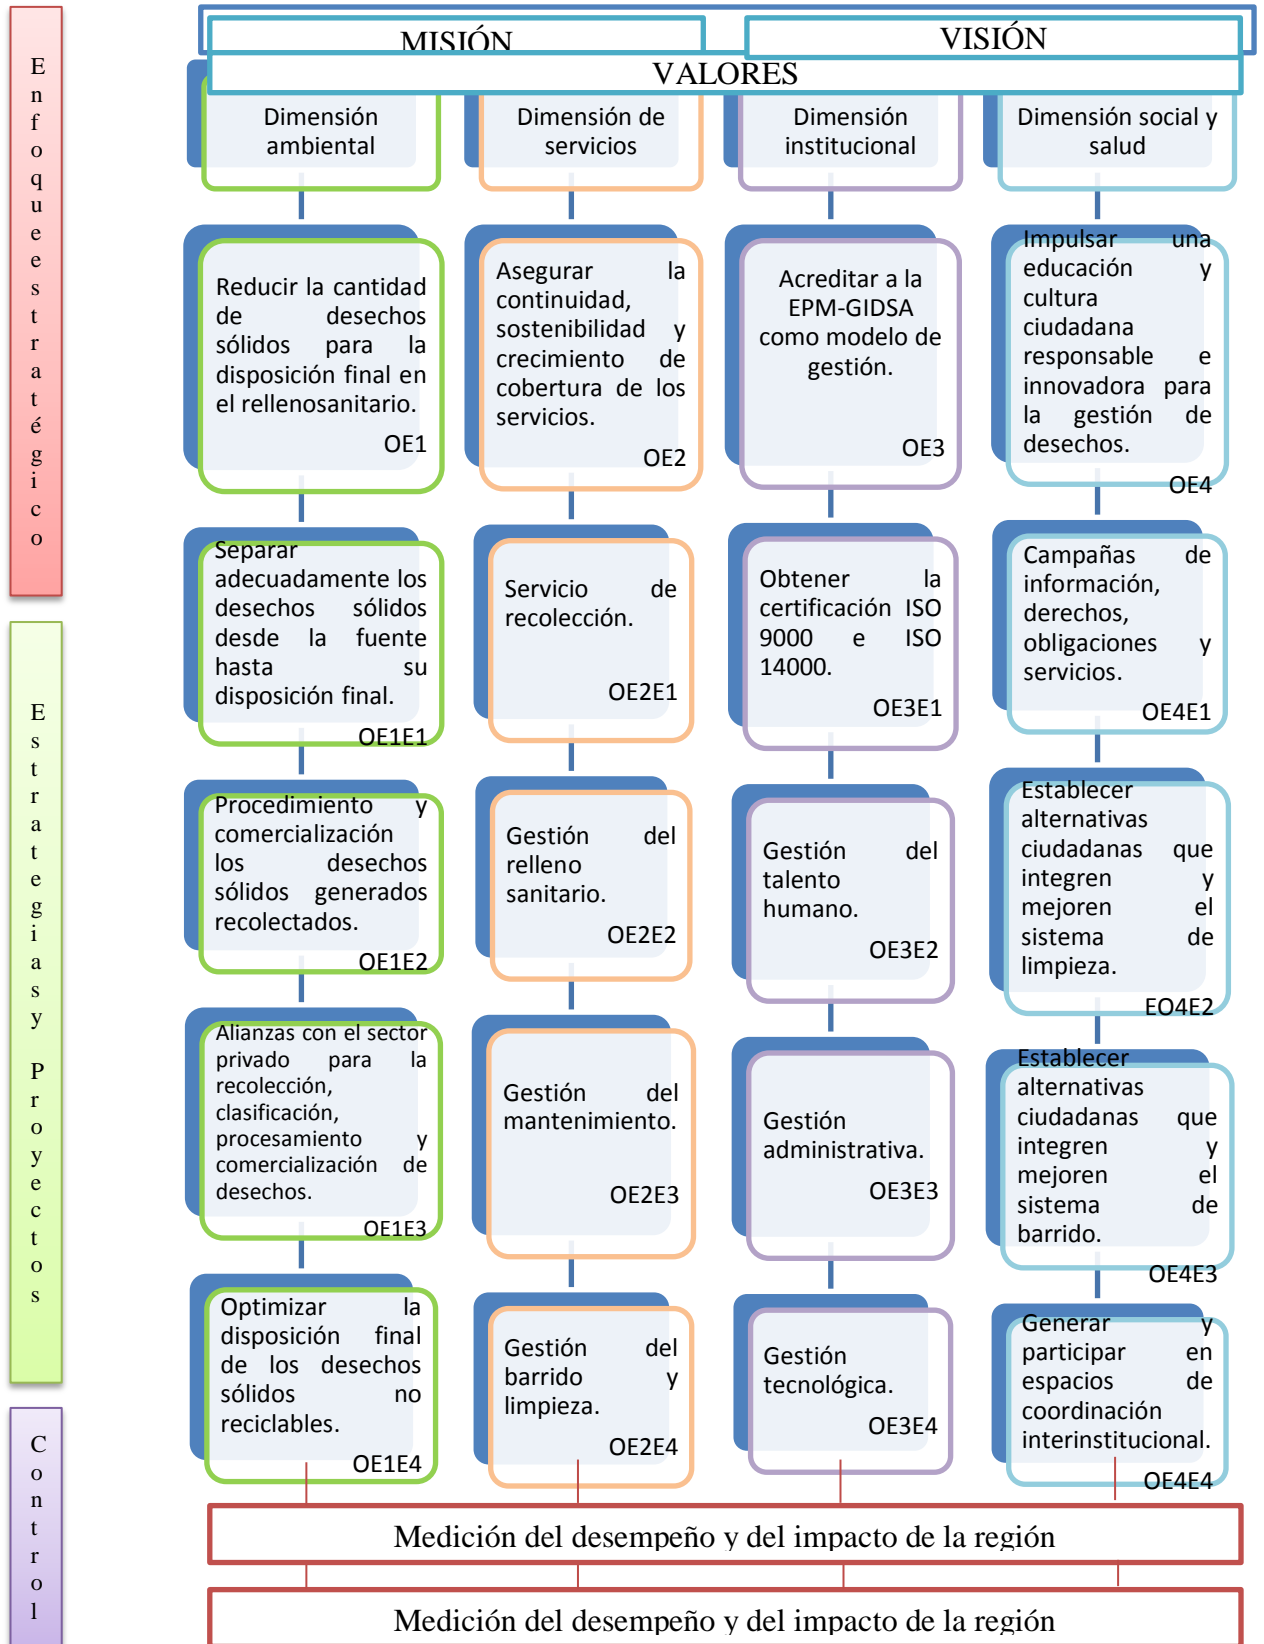 MISIÓN
VISIÓN
VALORES
Enfoque estratégico
Dimensión
ambiental
Dimensión de
servicios
Dimensión
institucional
Dimensión social y
salud
Reducir la cantidad
de desechos
sólidos para la
disposición final en
el rellenosanitario.
OE1
Asegurar la
continuidad,
sostenibilidad y
crecimiento de
cobertura de los
servicios.
OE2
Acreditar a la
EPM-GIDSA
como modelo de
gestión.
OE3
Impulsar una
educación y
cultura
ciudadana
responsable e
innovadora para
la gestión de
desechos.
OE4
Estrategias y Proyectos
Separar
adecuadamente los
desechos sólidos
desde la fuente
hasta su
disposición final.
OE1E1
Servicio de
recolección.
OE2E1
Obtener la
certificación ISO
9000 e ISO
14000.
OE3E1
Campañas de
información,
derechos,
obligaciones y
servicios.
OE4E1
Procedimiento y
comercialización
los desechos
sólidos generados
recolectados.
OE1E2
Gestión del
relleno
sanitario.
OE2E2
Gestión del
talento
humano.
OE3E2
Establecer
alternativas
ciudadanas que
integren y
mejoren el
sistema de
limpieza.
EO4E2
Alianzas con el sector
privado para la
recolección,
clasificación,
procesamiento y
comercialización de
desechos.
OE1E3
Gestión del
mantenimiento.
OE2E3
Gestión
administrativa.
OE3E3
Establecer
alternativas
ciudadanas que
integren y
mejoren el
sistema de
barrido.
OE4E3
Optimizar la
disposición final
de los desechos
sólidos no
reciclables.
OE1E4
Gestión del
barrido y
limpieza.
OE2E4
Gestión
tecnológica.
OE3E4
Generar y
participar en
espacios de
coordinación
interinstitucional.
OE4E4
Control
Medición del desempeño y del impacto de la región
Medición del desempeño y del impacto de la región